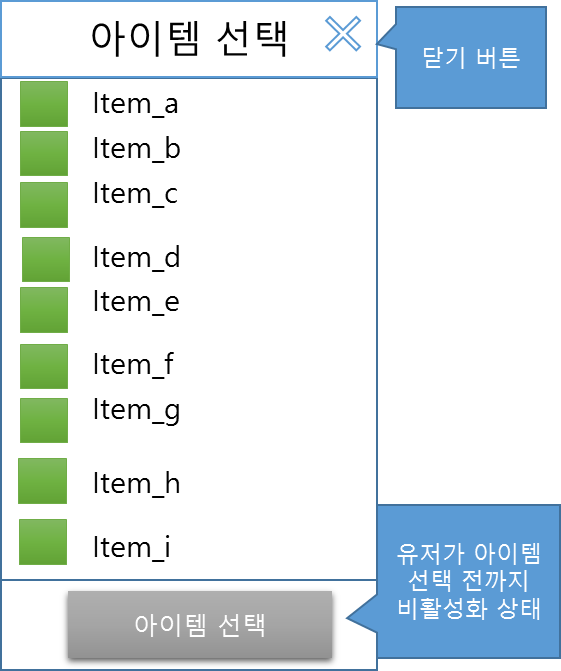 아이템 선택
닫기 버튼
Item_a
Item_b
Item_c
Item_d
Item_e
Item_f
Item_g
Item_h
Item_i
유저가 아이템
선택 전까지
비활성화 상태
아이템 선택